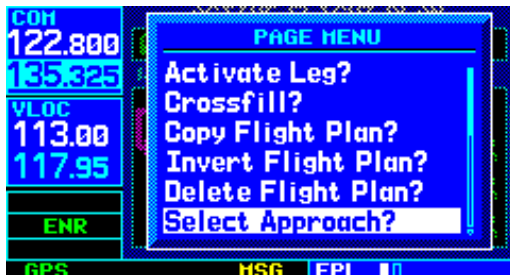 COM
122.800
135.325
VLOC
113.00
117.95
ENR
PAGE MENU
Activate Leg?
Crossfill?
Copy Flight Plan?
Invert Flight Plan?
Delete Flight Plan?
Select Approach?
GPS
MSG
FPL